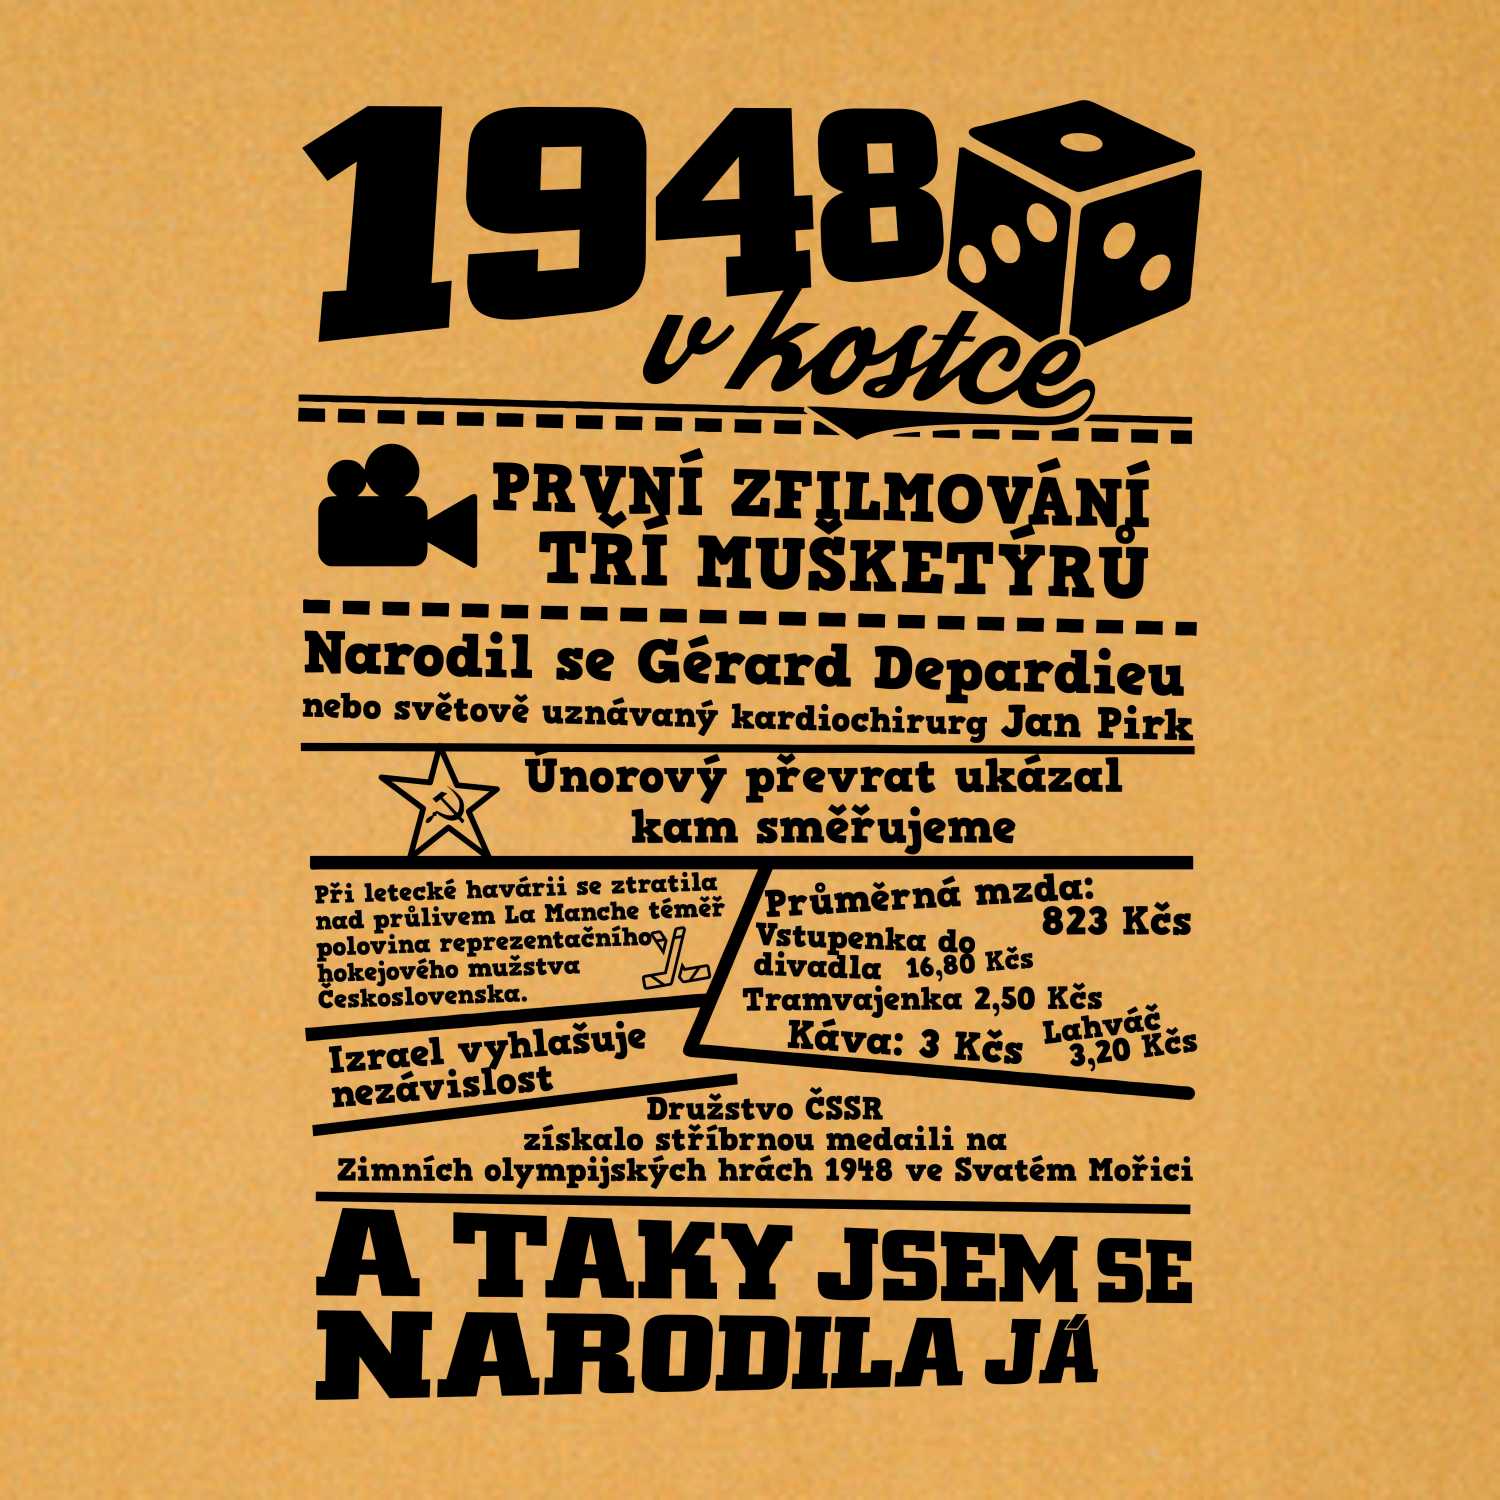 1948
v kostce
PRVNÍ ZFILMOVÁNÍ
TŘÍ MUŠKETÝRŮ
Narodil se Gérard Depardieu
nebo světově uznávaný kardiochirurg Jan Pirk
Únorový převrat ukázal
kam směřujeme
Při letecké havárii se ztratila
nad průlivem La Manche téměř
polovina reprezentačního
hokejového mužstva
Československa.
Průměrná mzda:
823 Kčs
Vstupenka do
divadla 16,80 Kčs
Tramvajenka 2,50 Kčs
Káva: 3 Kčs
Lahváč
3,20 Kčs
Izrael vyhlašuje
nezávislost
Družstvo ČSSR
získalo stříbrnou medaili na
Zimních olympijských hrách 1948 ve Svatém Mořici
A TAKY JSEM SE
NARODILA JÁ